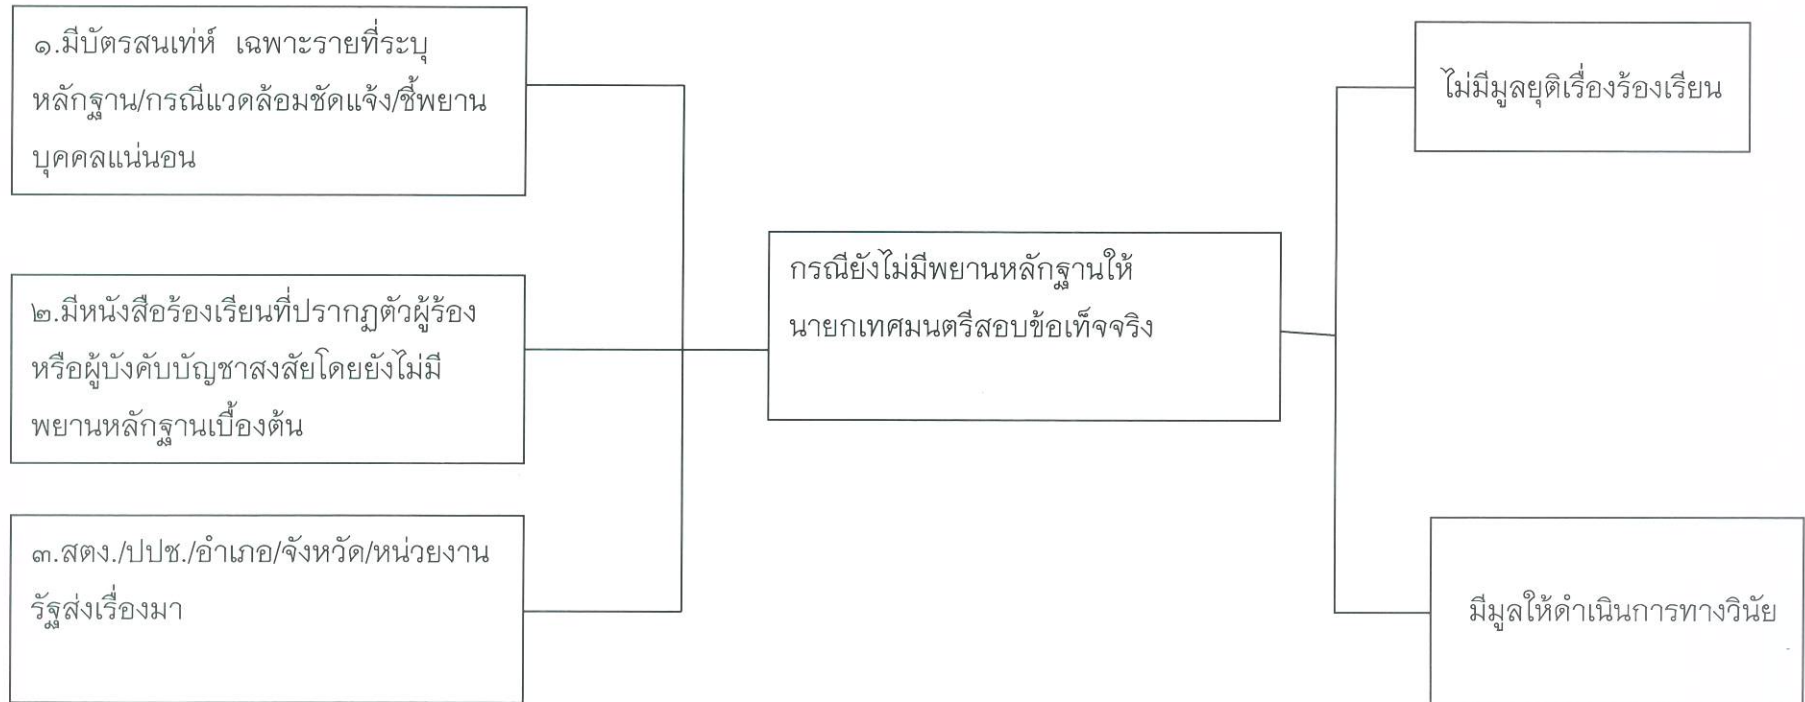 ๑.มีบัตรสนเท่ห์ เฉพาะรายที่ระบุ
หลักฐาน/กรณีแวดล้อมชัดแจ้ง/ชี้พยาน
บุคคลแน่นอน
๒.มีหนังสือร้องเรียนที่ปรากฏตัวผู้ร้อง
หรือผู้บังคับบัญชาสงสัยโดยยังไม่มี
พยานหลักฐานเบื้องต้น
๓.สตง./ปปช./อำเภอ/จังหวัด/หน่วยงาน
รัฐส่งเรื่องมา
กรณียังไม่มีพยานหลักฐานให้
นายกเทศมนตรีสอบข้อเท็จจริง
ไม่มีมูลยุติเรื่องร้องเรียน
มีมูลให้ดำเนินการทางวินัย